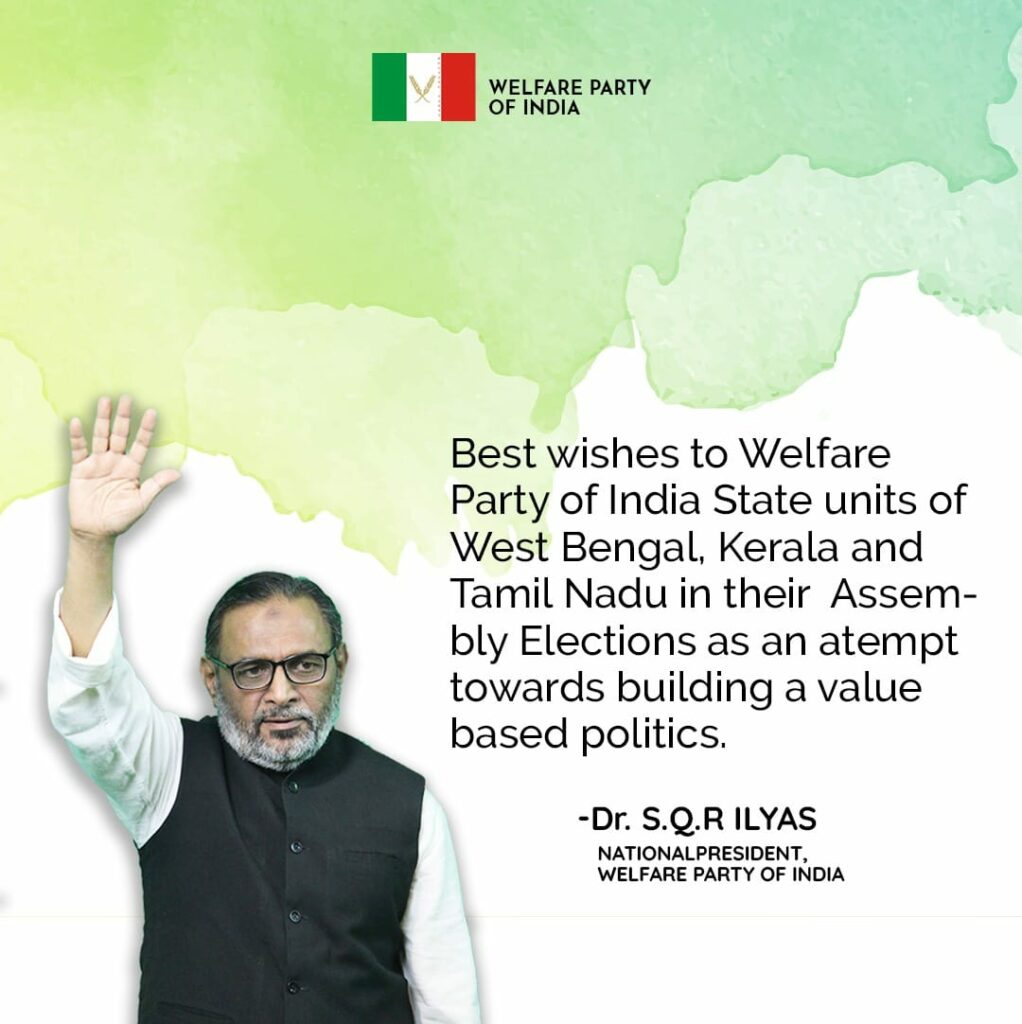 WELFARE PARTY
OF INDIA
Best wishes to Welfare
Party of India State units of
West Bengal, Kerala and
Tamil Nadu in their  Assem-
bly Elections as an atempt
towards building a value
based politics.
-Dr. S.Q.R ILYAS
NATIONALPRESIDENT,
WELFARE PARTY OF INDIA